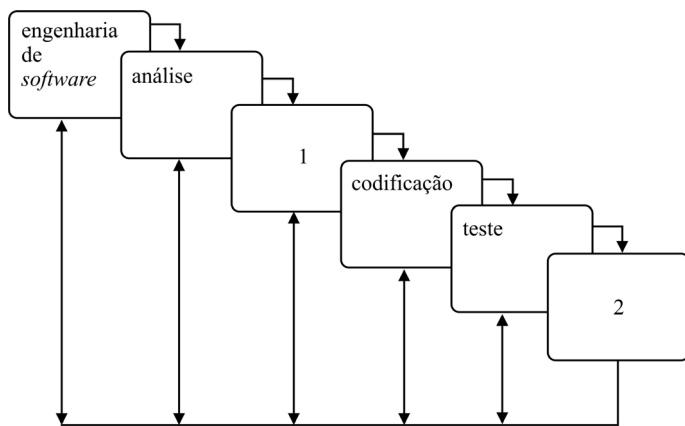 engenharia
de
software
análise
1
codificação
teste
2